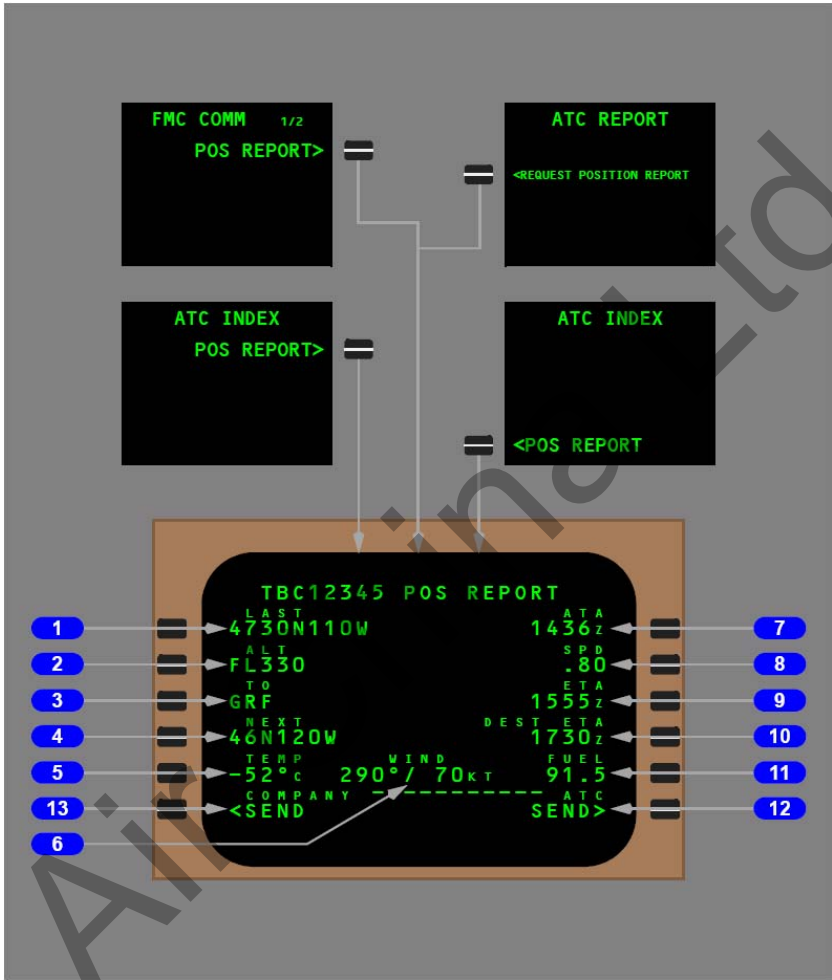 FMC COMM 1/2
POS REPORT>
ATC REPORT
<REQUEST POSITION REPORT
ATC INDEX
POS REPORT>
ATC INDEX
<POS REPORT
TBC12345 POS REPORT
LAST ATA
1 4730N110W 1436z 7
ALT SPD
2 FL330 .80 8
TO ETA
3 GRF 1555z 9
NEXT DEST ETA
4 46N120W 1730z 10
TEMP WIND FUEL
5 -52°C 290°/ 70KT 91.5 11
COMPANY ------------ ATC
13 <SEND SEND> 12
6